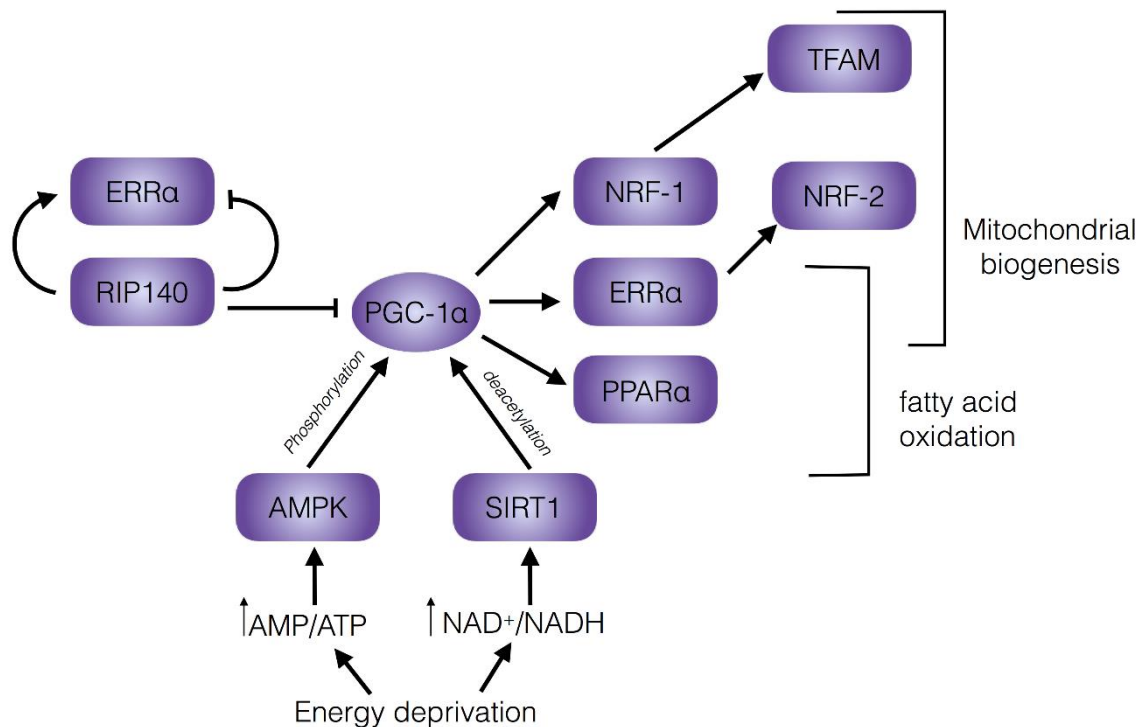 TFAM
ERRα
NRF-1
NRF-2
Mitochondrial
biogenesis
RIP140
PGC-1α
ERRα
PPARα
fatty acid
oxidation
Phosphorylation
deacetylation
AMPK
SIRT1
↑AMP/ATP
↑ NAD⁺/NADH
Energy deprivation